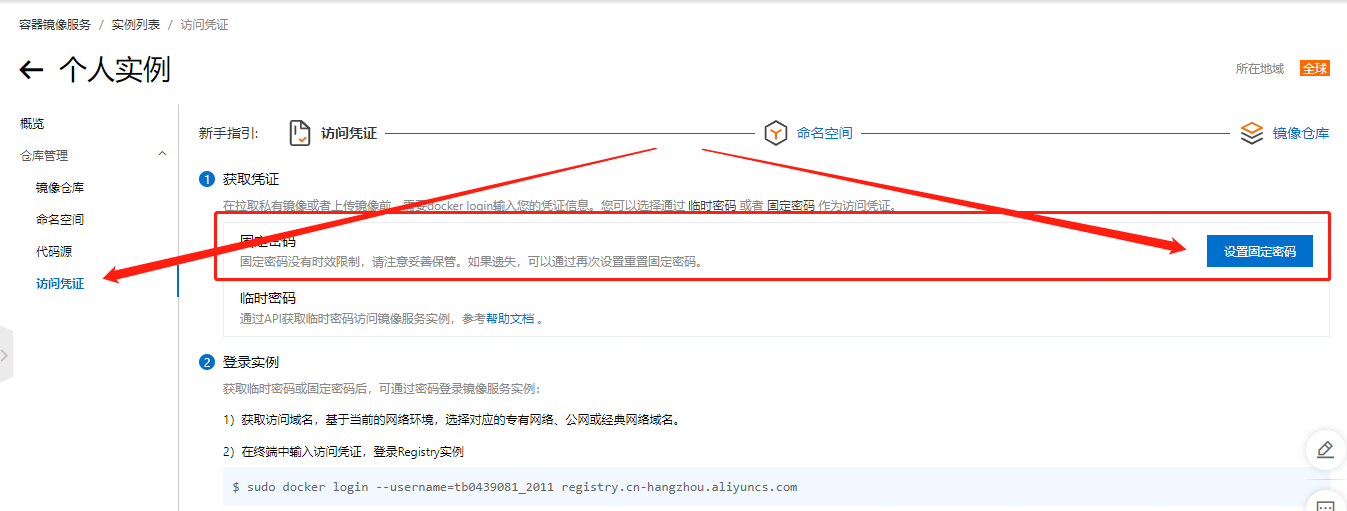 容器镜像服务 / 实例列表 / 访问凭证
个人实例
所在地域 全球
概览
仓库管理
镜像仓库
命名空间
代码源
访问凭证
新手指引: 访问凭证 命名空间 镜像仓库
1 获取凭证
在拉取私有镜像或者上传镜像前,需要docker login输入您的凭证信息。您可以选择通过 临时密码 或者 固定密码 作为访问凭证。
固定密码
固定密码没有时效限制,请注意妥善保管。如果遗失,可以通过再次设置重置固定密码。
设置固定密码
临时密码
通过API获取临时密码访问镜像服务实例,参考帮助文档 。
2 登录实例
获取临时密码或固定密码后,可通过密码登录镜像服务实例:
1）获取访问域名，基于当前的网络环境，选择对应的专有网络、公网或经典网络域名。
2）在终端中输入访问凭证，登录Registry实例
$ sudo docker login --username=tb0439081_2011 registry.cn-hangzhou.aliyuncs.com